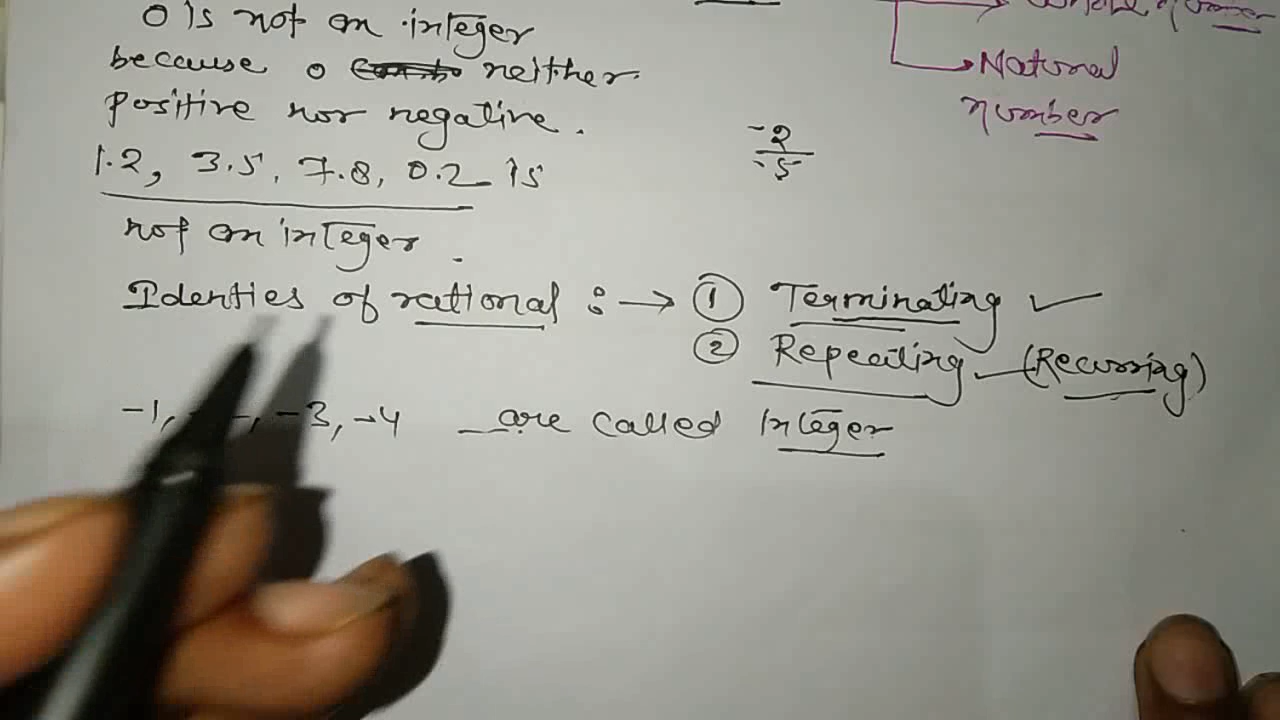 0 is not an integer
because 0 neither
positive nor negative.
1.2, 3.5, 7.8, 0.2 is
not an integer.
Identies of rational : → ① Terminating ✓
② Repeating (Recurring)
-1, -3, -4 are called integer
Natural
number
-2
-5